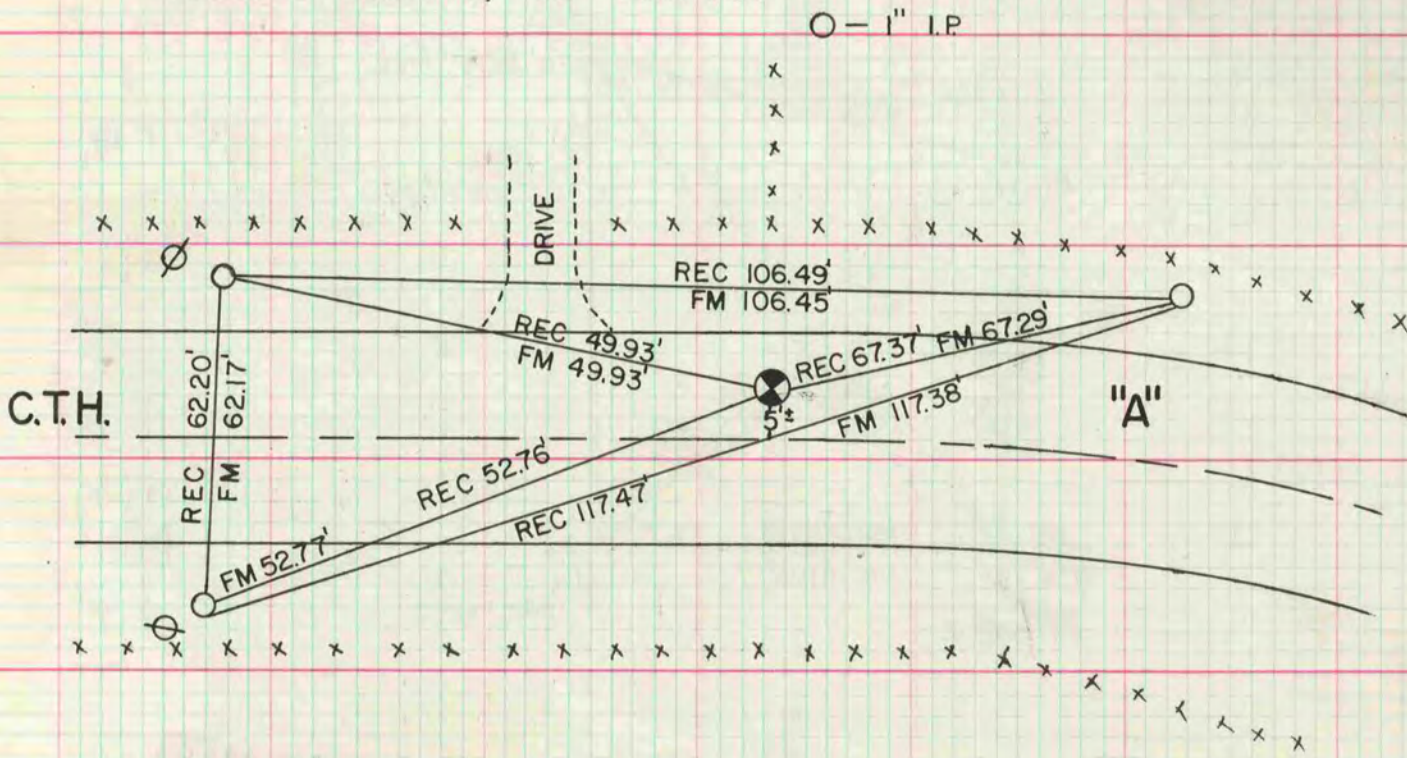 O — 1" I.P.
DRIVE
REC 106.49'
FM 106.45'
REC 49.93'
FM 49.93'
REC 67.37' FM 67.29'
REC 62.20'
FM 62.17'
C.T.H.
"A"
5'±
FM 117.38'
REC 52.76'
REC 117.47'
FM 52.77'